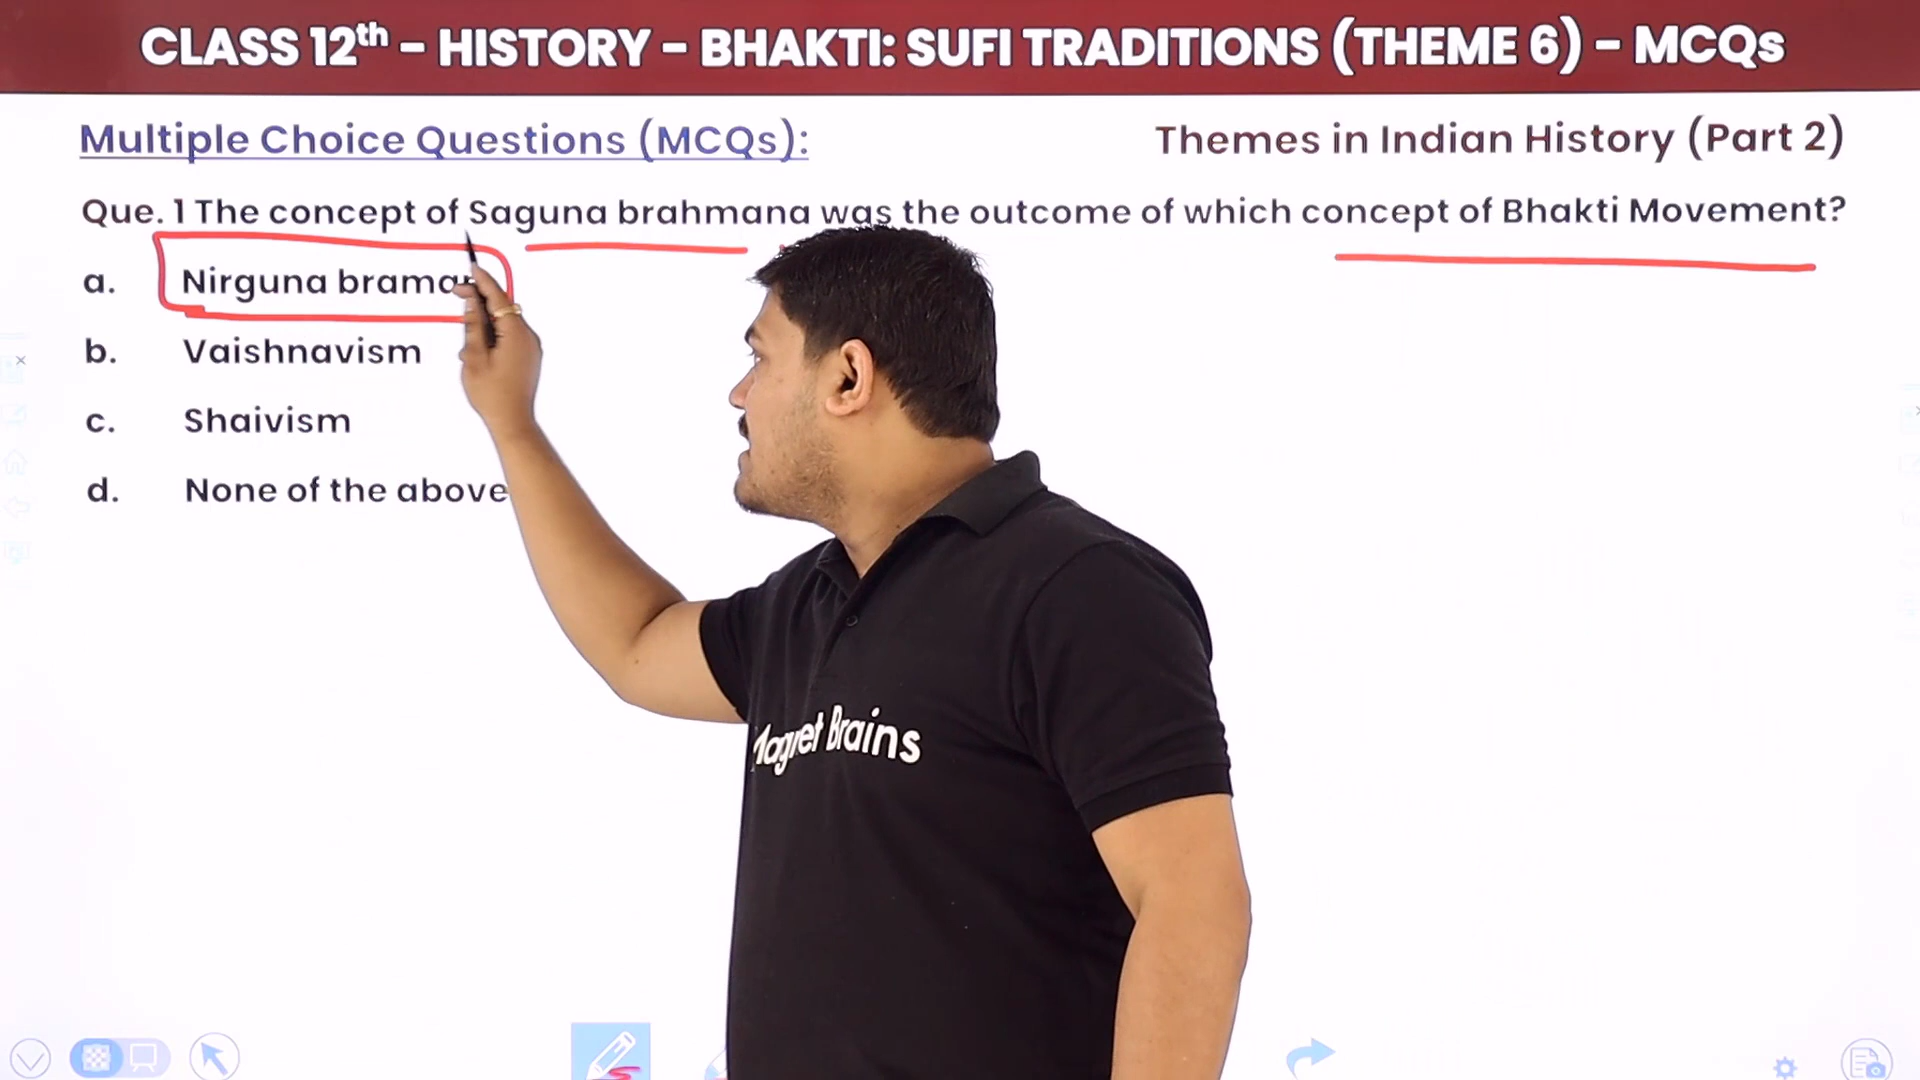 CLASS 12th - HISTORY - BHAKTI: SUFI TRADITIONS (THEME 6) - MCQs
Multiple Choice Questions (MCQs):
Themes in Indian History (Part 2)
Que. 1 The concept of Saguna brahmana was the outcome of which concept of Bhakti Movement?
a. Nirguna
b. Vaishnavism
c. Shaivism
d. None of the above
Magnet Brains